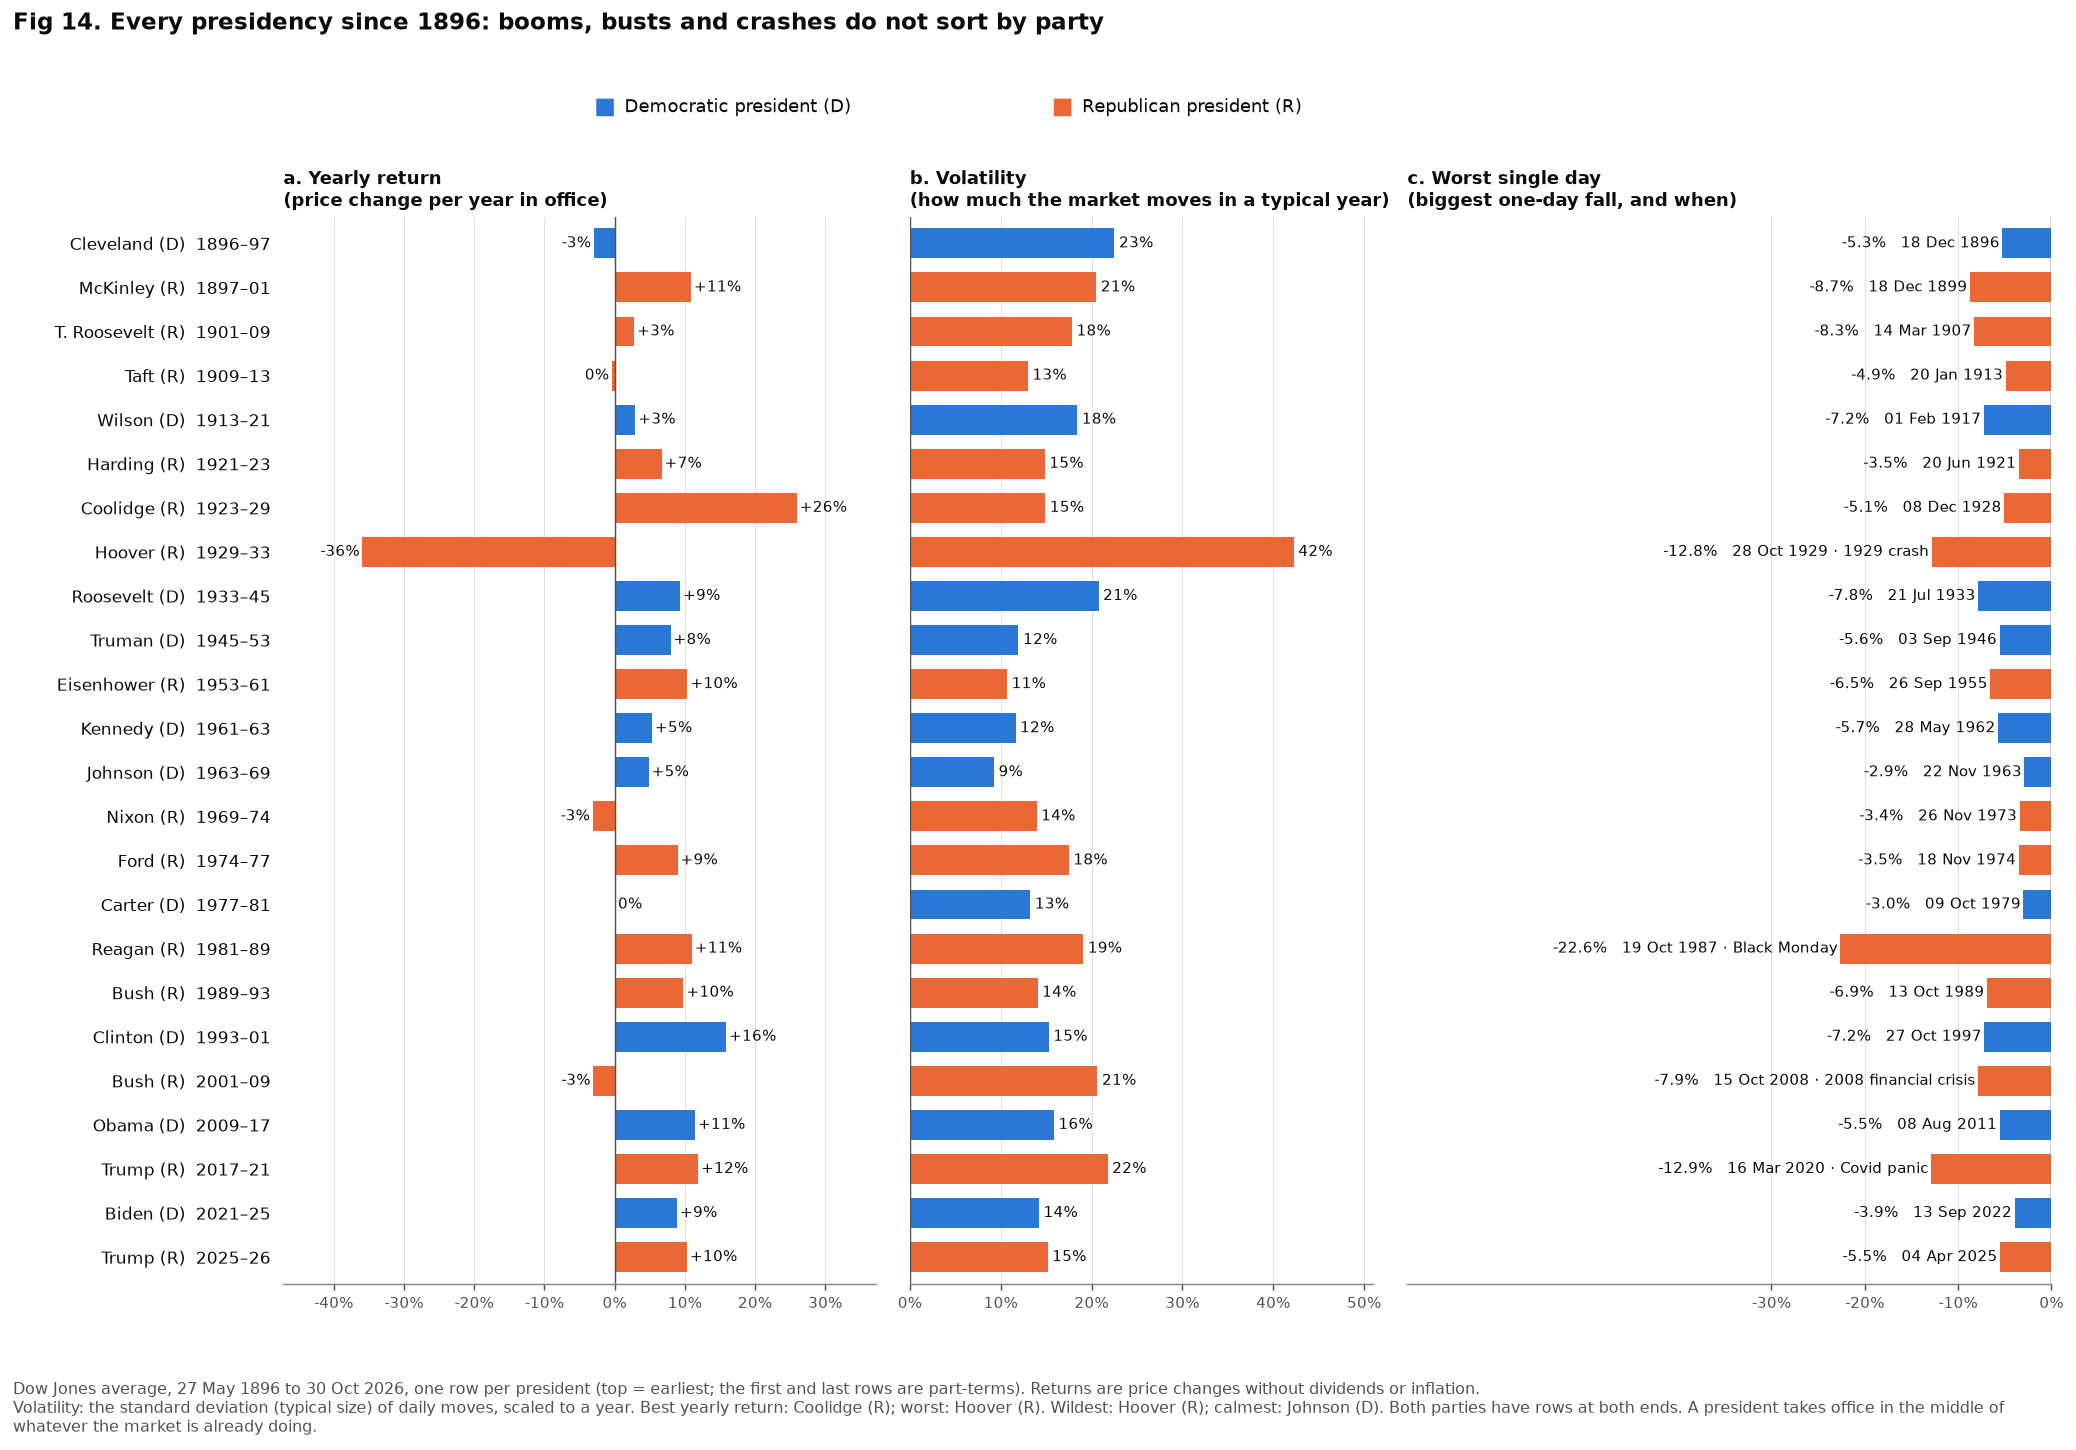 Fig 14. Every presidency since 1896: booms, busts and crashes do not sort by party
Democratic president (D)
Republican president (R)
a. Yearly return
(price change per year in office)
b. Volatility
(how much the market moves in a typical year)
c. Worst single day
(biggest one-day fall, and when)
Cleveland (D) 1896–97 -3% 23% -5.3% 18 Dec 1896
McKinley (R) 1897–01 +11% 21% -8.7% 18 Dec 1899
T. Roosevelt (R) 1901–09 +3% 18% -8.3% 14 Mar 1907
Taft (R) 1909–13 0% 13% -4.9% 20 Jan 1913
Wilson (D) 1913–21 +3% 18% -7.2% 01 Feb 1917
Harding (R) 1921–23 +7% 15% -3.5% 20 Jun 1921
Coolidge (R) 1923–29 +26% 15% -5.1% 08 Dec 1928
Hoover (R) 1929–33 -36% 42% -12.8% 28 Oct 1929 · 1929 crash
Roosevelt (D) 1933–45 +9% 21% -7.8% 21 Jul 1933
Truman (D) 1945–53 +8% 12% -5.6% 03 Sep 1946
Eisenhower (R) 1953–61 +10% 11% -6.5% 26 Sep 1955
Kennedy (D) 1961–63 +5% 12% -5.7% 28 May 1962
Johnson (D) 1963–69 +5% 9% -2.9% 22 Nov 1963
Nixon (R) 1969–74 -3% 14% -3.4% 26 Nov 1973
Ford (R) 1974–77 +9% 18% -3.5% 18 Nov 1974
Carter (D) 1977–81 0% 13% -3.0% 09 Oct 1979
Reagan (R) 1981–89 +11% 19% -22.6% 19 Oct 1987 · Black Monday
Bush (R) 1989–93 +10% 14% -6.9% 13 Oct 1989
Clinton (D) 1993–01 +16% 15% -7.2% 27 Oct 1997
Bush (R) 2001–09 -3% 21% -7.9% 15 Oct 2008 · 2008 financial crisis
Obama (D) 2009–17 +11% 16% -5.5% 08 Aug 2011
Trump (R) 2017–21 +12% 22% -12.9% 16 Mar 2020 · Covid panic
Biden (D) 2021–25 +9% 14% -3.9% 13 Sep 2022
Trump (R) 2025–26 +10% 15% -5.5% 04 Apr 2025
-40% -30% -20% -10% 0% 10% 20% 30%
0% 10% 20% 30% 40% 50%
-30% -20% -10% 0%
Dow Jones average, 27 May 1896 to 30 Oct 2026, one row per president (top = earliest; the first and last rows are part-terms). Returns are price changes without dividends or inflation.
Volatility: the standard deviation (typical size) of daily moves, scaled to a year. Best yearly return: Coolidge (R); worst: Hoover (R). Wildest: Hoover (R); calmest: Johnson (D). Both parties have rows at both ends. A president takes office in the middle of
whatever the market is already doing.